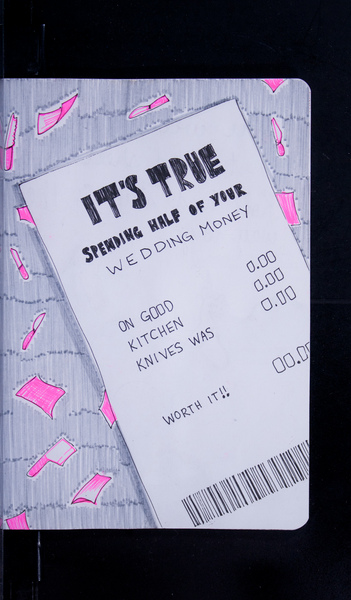 IT'S TRUE
SPENDING HALF OF YOUR
WEDDING MONEY
0.00
ON GOOD 0.00
KITCHEN 0.00
KNIVES WAS
00.00
WORTH IT!!